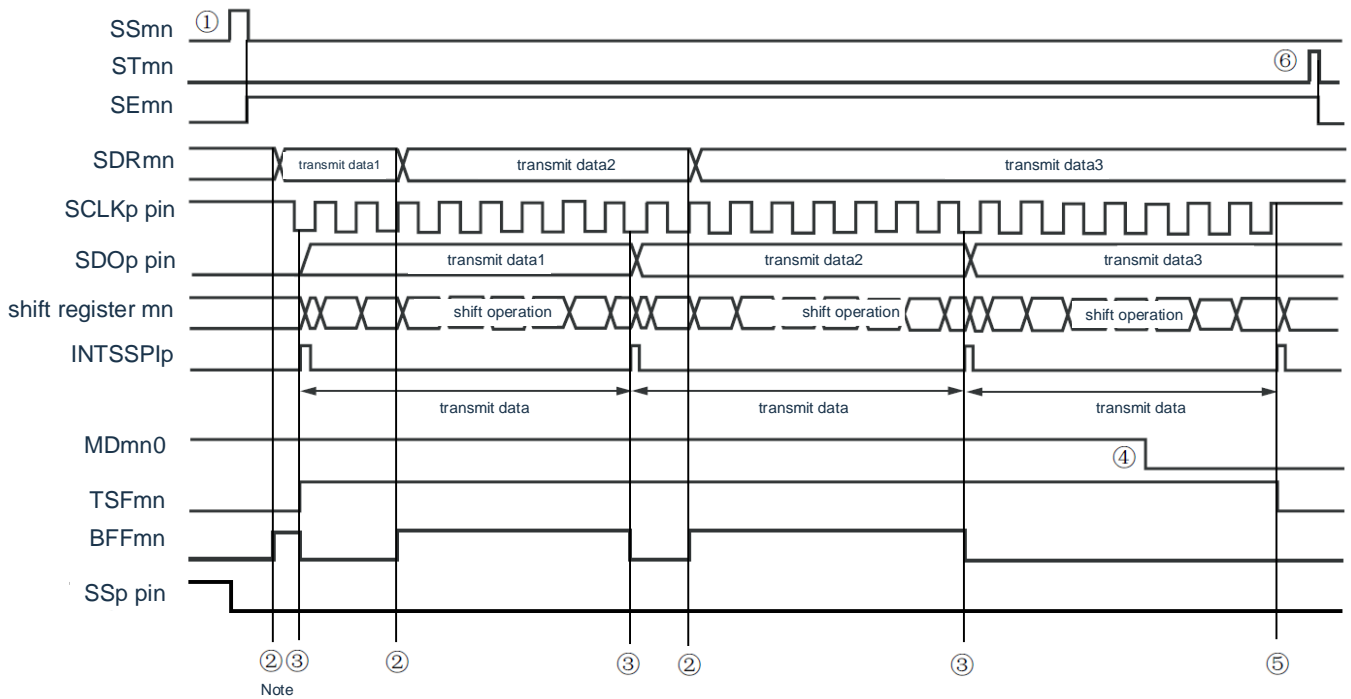 ① SSmn
STmn ⑥
SEmn
SDRmn transmit data1 transmit data2 transmit data3
SCLKp pin
SDOp pin transmit data1 transmit data2 transmit data3
shift register mn shift operation shift operation shift operation
INTSSPIp
transmit data transmit data transmit data
MDmn0 ④
TSFmn
BFFmn
SSp pin
② ③ ② ③ ② ③ ⑤
Note